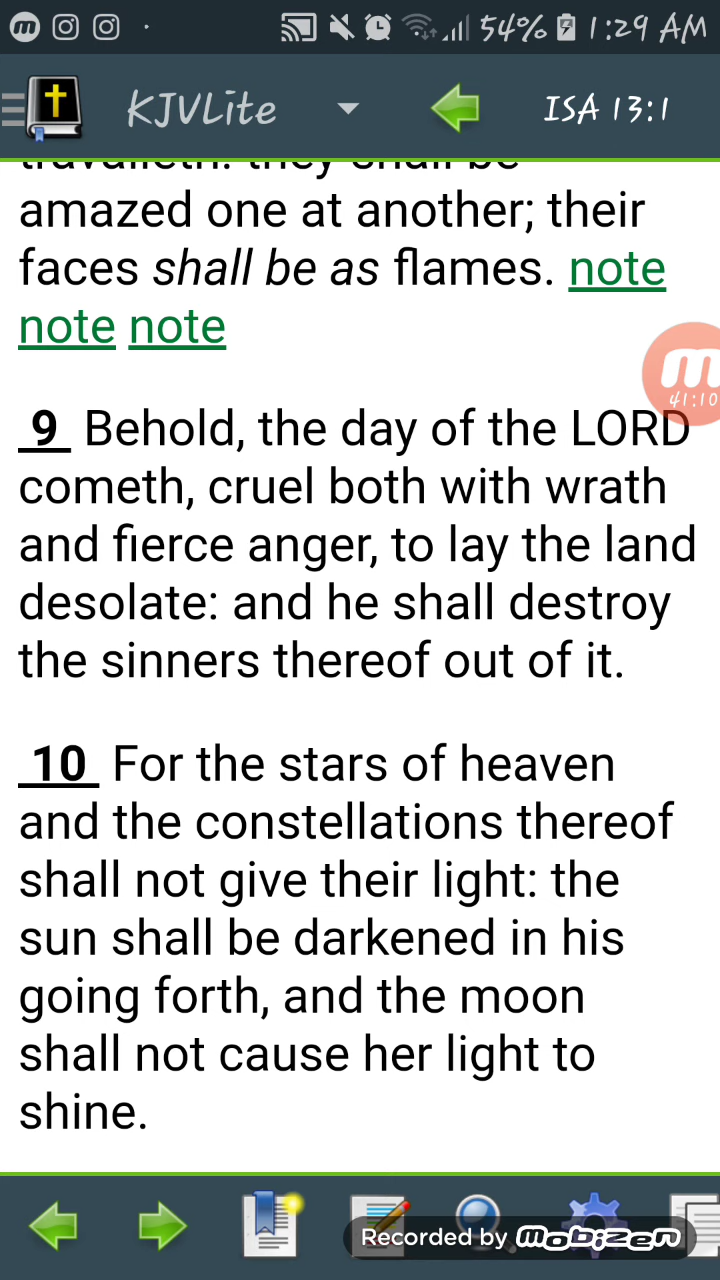 54% 1:29 AM
KJVLite ISA 13:1
travaileth: they shall be
amazed one at another; their
faces shall be as flames. note
note note
41:10
9 Behold, the day of the LORD
cometh, cruel both with wrath
and fierce anger, to lay the land
desolate: and he shall destroy
the sinners thereof out of it.
10 For the stars of heaven
and the constellations thereof
shall not give their light: the
sun shall be darkened in his
going forth, and the moon
shall not cause her light to
shine.
Recorded by Mobizen